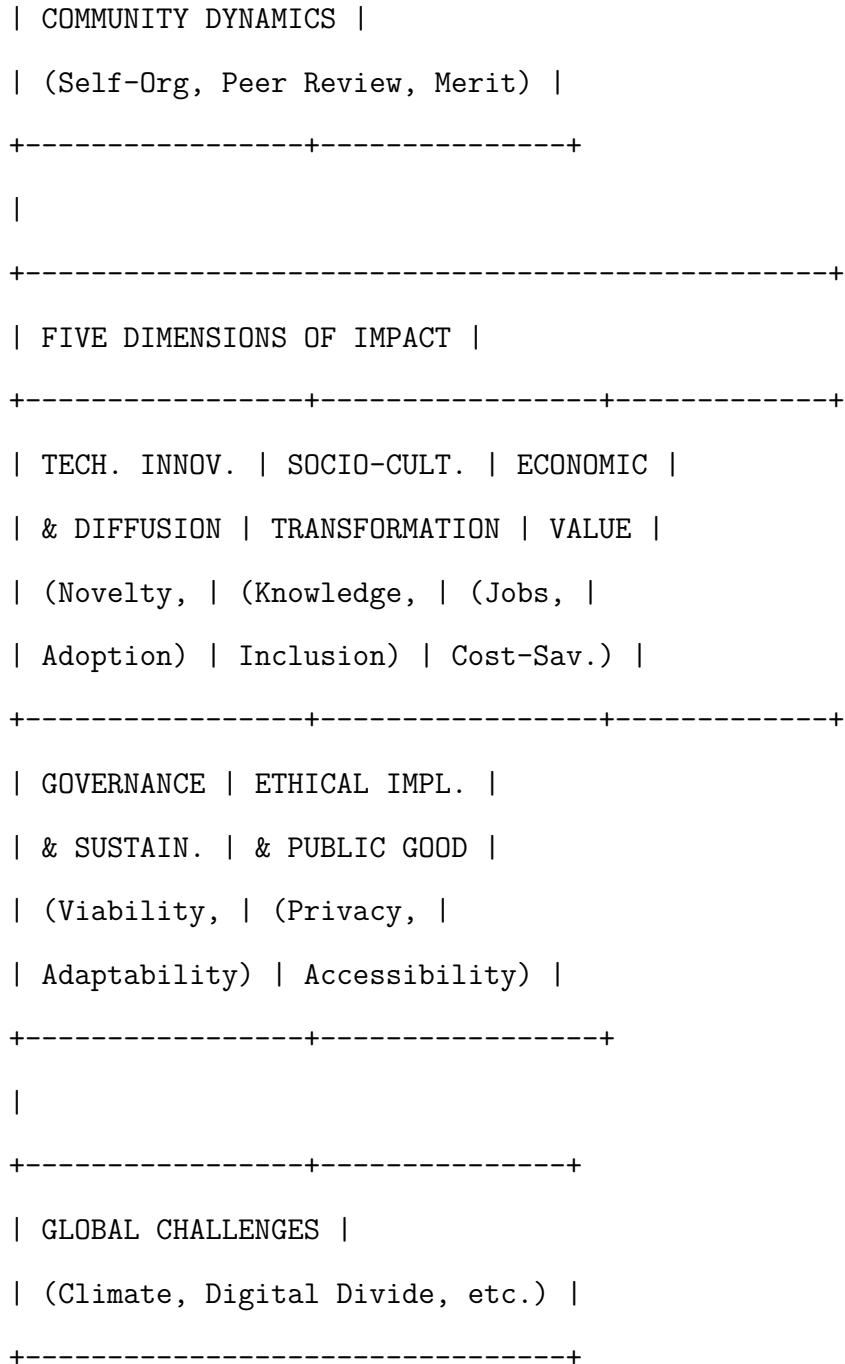 | COMMUNITY DYNAMICS |
| (Self-Org, Peer Review, Merit) |
+-----------------+---------------+
|
+-------------------------------------------------+
| FIVE DIMENSIONS OF IMPACT |
+-----------------+-----------------+-------------+
| TECH. INNOV. | SOCIO-CULT. | ECONOMIC |
| & DIFFUSION | TRANSFORMATION | VALUE |
| (Novelty, | (Knowledge, | (Jobs, |
| Adoption) | Inclusion) | Cost-Sav.) |
+-----------------+-----------------+-------------+
| GOVERNANCE | ETHICAL IMPL. |
| & SUSTAIN. | & PUBLIC GOOD |
| (Viability, | (Privacy, |
| Adaptability) | Accessibility) |
+-----------------+-----------------+
|
+-----------------+---------------+
| GLOBAL CHALLENGES |
| (Climate, Digital Divide, etc.) |
+---------------------------------+